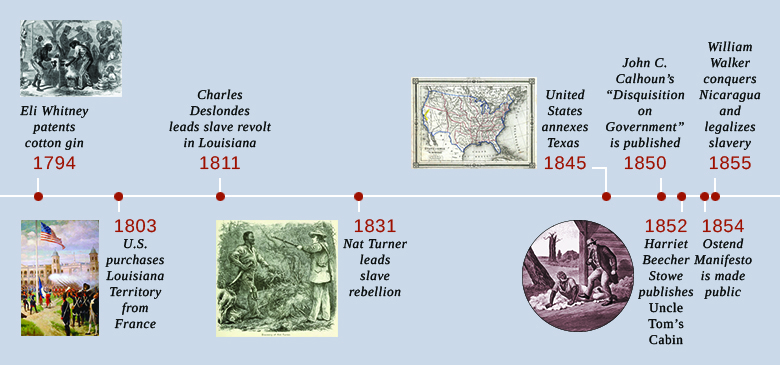 Eli Whitney
patents
cotton gin
1794
1803
U.S.
purchases
Louisiana
Territory
from
France
Charles
Deslondes
leads slave revolt
in Louisiana
1811
1831
Nat Turner
leads
slave
rebellion
United
States
annexes
Texas
1845
John C.
Calhoun’s
“Disquisition
on
Government”
is published
1850
1852
Harriet
Beecher
Stowe
publishes
Uncle
Tom’s
Cabin
1854
Ostend
Manifesto
is made
public
William
Walker
conquers
Nicaragua
and
legalizes
slavery
1855